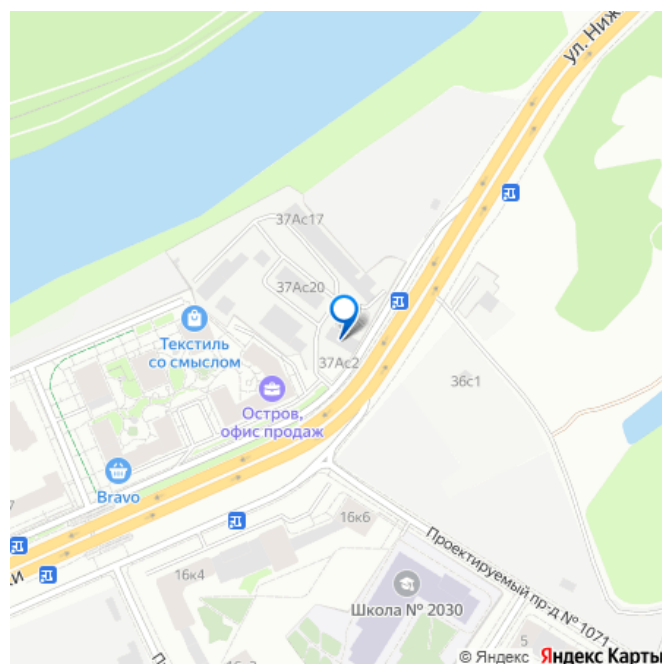 ул. Ниж
37Ас17
37Ас20
Текстиль
со смыслом
37Ас2
36с1
Остров,
офис продаж
Bravo
7
16к6
Проектируемый пр-д № 1071
16к4
Школа № 2030
5
и
© Яндекс Яндекс Карты